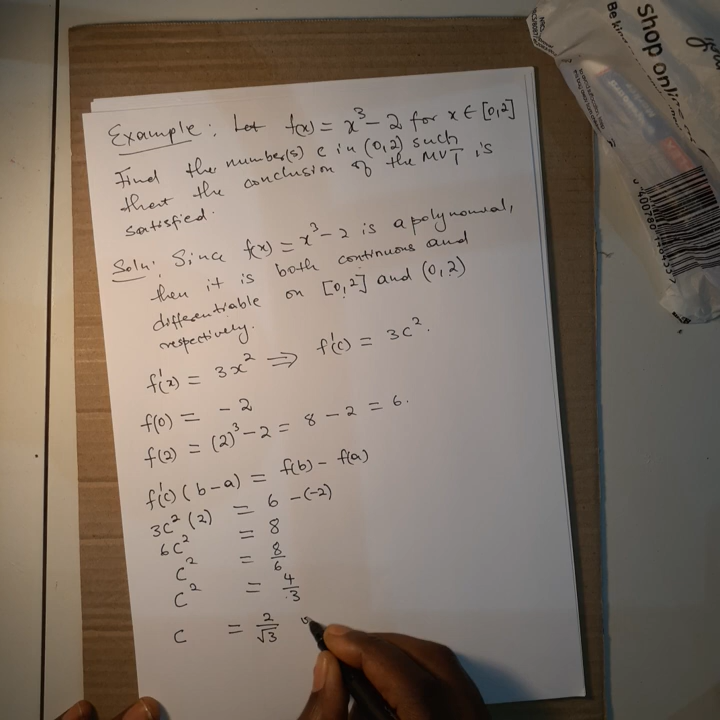 Example: Let f(x) = x³ - 2 for x ∈ [0,2]
Find the number(s) c in (0,2) such
that the conclusion of the MVT is
satisfied.
Soln: Since f(x) = x³ - 2 is a polynomial,
then it is both continuous and
differentiable on [0,2] and (0,2)
respectively.
f'(x) = 3x² ⟹ f'(c) = 3c².
f(0) = -2
f(2) = (2)³ - 2 = 8 - 2 = 6.
f'(c)(b-a) = f(b) - f(a)
3c²(2) = 6 - (-2)
6c² = 8
c² = 8/6
c² = 4/3
c = 2/√3
shop online
Be kin